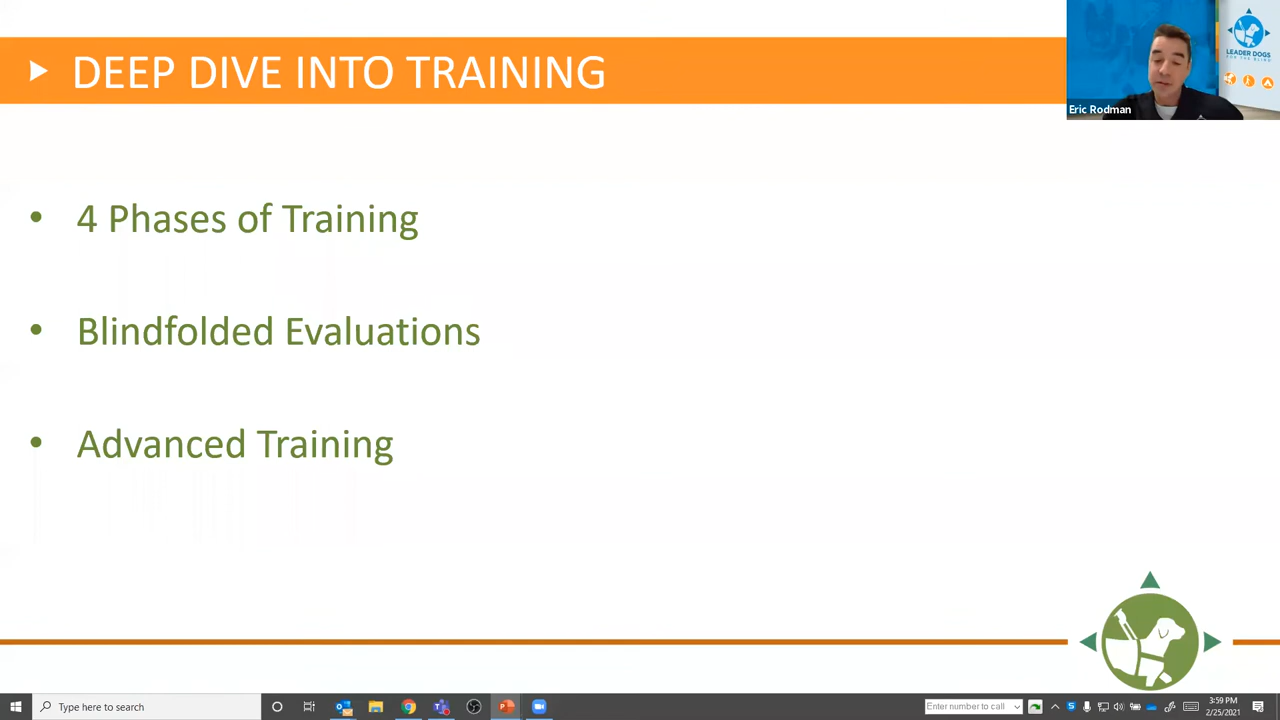 DEEP DIVE INTO TRAINING
LEADER DOGS
FOR THE BLIND
Eric Rodman
• 4 Phases of Training
• Blindfolded Evaluations
• Advanced Training
Type here to search
Enter number to call
3:59 PM
2/25/2021